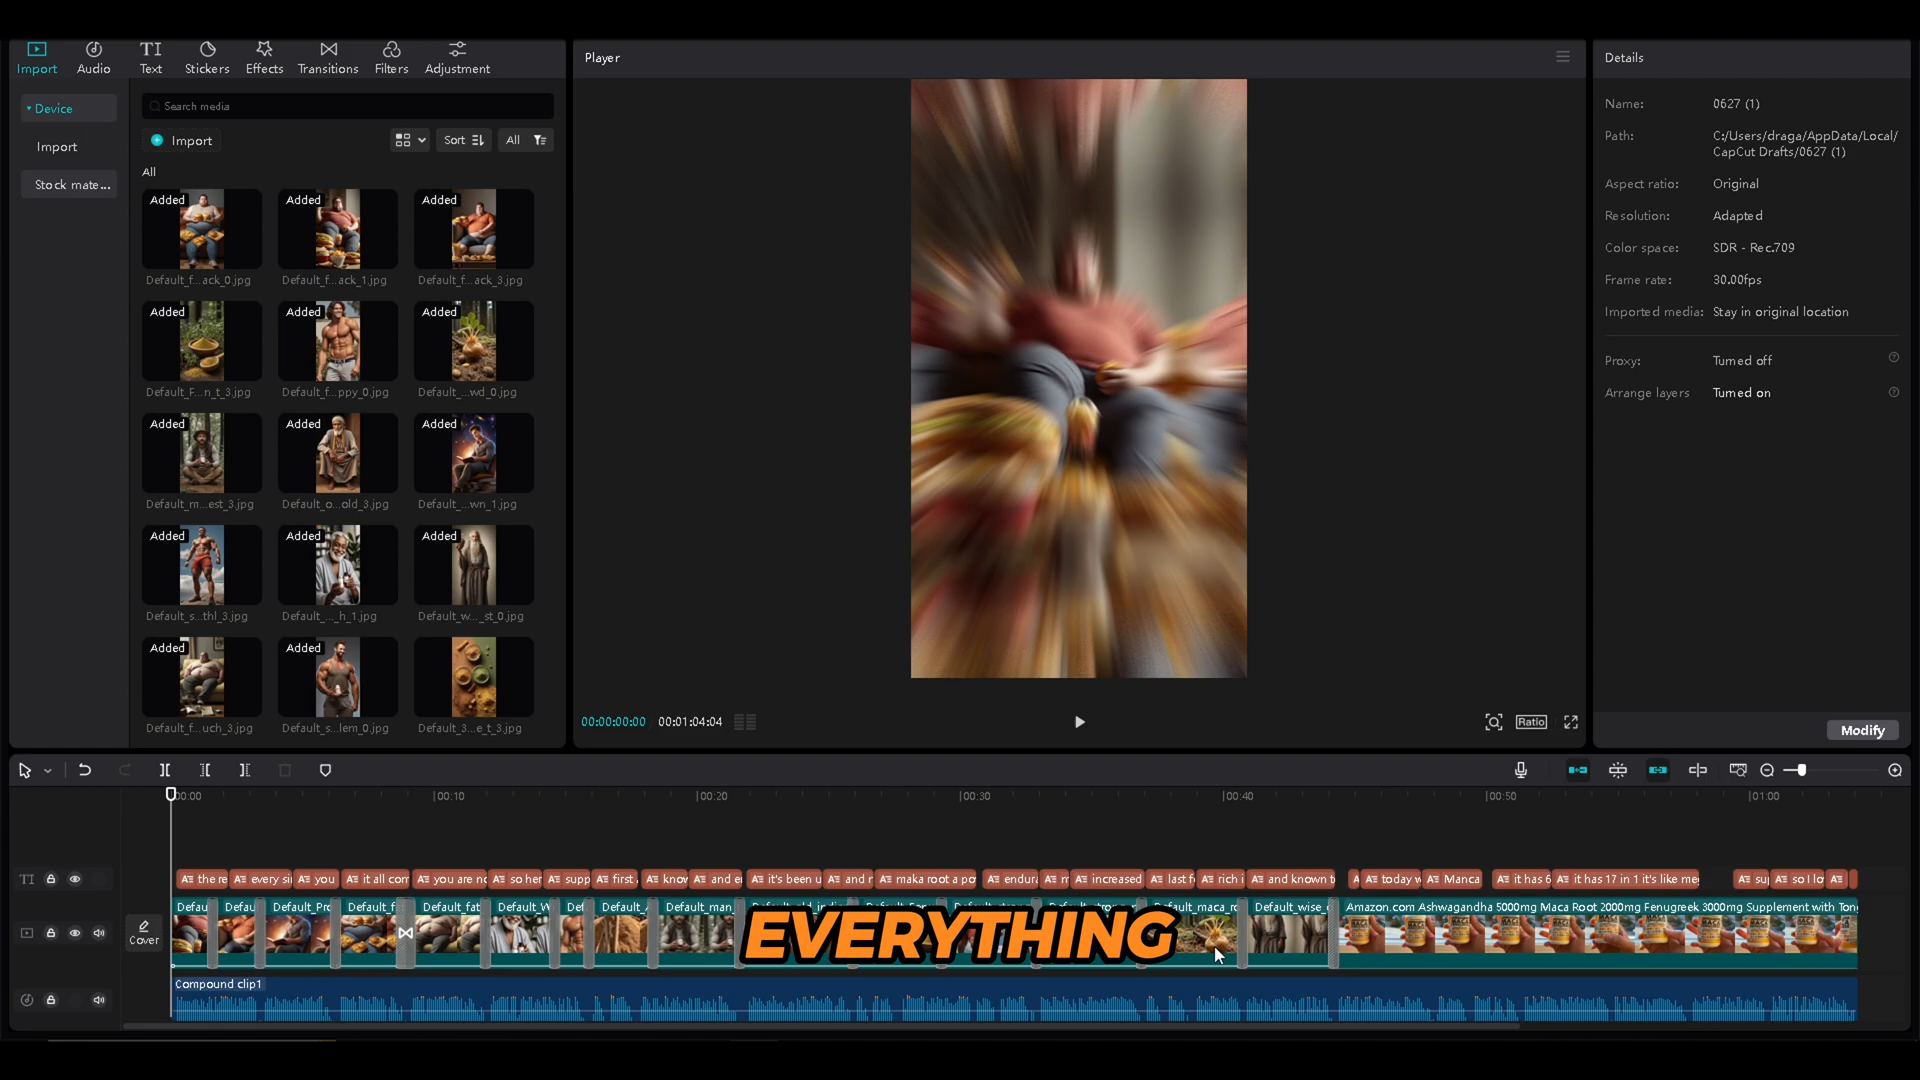 Import Audio Text Stickers Effects Transitions Filters Adjustment
Player
Details
Device
Import
Stock mate...
Search media
Import
Sort
All
All
Added Added Added
Default_f...ack_0.jpg Default_f...ack_1.jpg Default_f...ack_3.jpg
Added Added Added
Default_F...n_t_3.jpg Default_f...ppy_0.jpg Default_...wd_0.jpg
Added Added Added
Default_m...est_3.jpg Default_o...old_3.jpg Default_...wn_1.jpg
Added Added Added
Default_s...thl_3.jpg Default_..._h_1.jpg Default_w..._st_0.jpg
Added Added
Default_f...uch_3.jpg Default_s...lem_0.jpg Default_3...e_t_3.jpg
00:00:00:00 00:01:04:04
Ratio
Name: 0627 (1)
Path: C:/Users/draga/AppData/Local/
CapCut Drafts/0627 (1)
Aspect ratio: Original
Resolution: Adapted
Color space: SDR - Rec.709
Frame rate: 30.00fps
Imported media: Stay in original location
Proxy: Turned off
Arrange layers Turned on
Modify
00:00 00:10 00:20 00:30 00:40 00:50 01:00
the re every si you it all com you are no so her supp first know and e it's been u and r maka root a po endur increased last f rich i and known t today w Manca it has 6 it has 17 in 1 it's like me su so I lo
Cover
Defau Defau Default_Pro Default_f Default_fat Default_W Def Default_ Default_man Default_maca_ro Default_wise_ Amazon.com Ashwagandha 5000mg Maca Root 2000mg Fenugreek 3000mg Supplement with Tong
EVERYTHING
Compound clip1